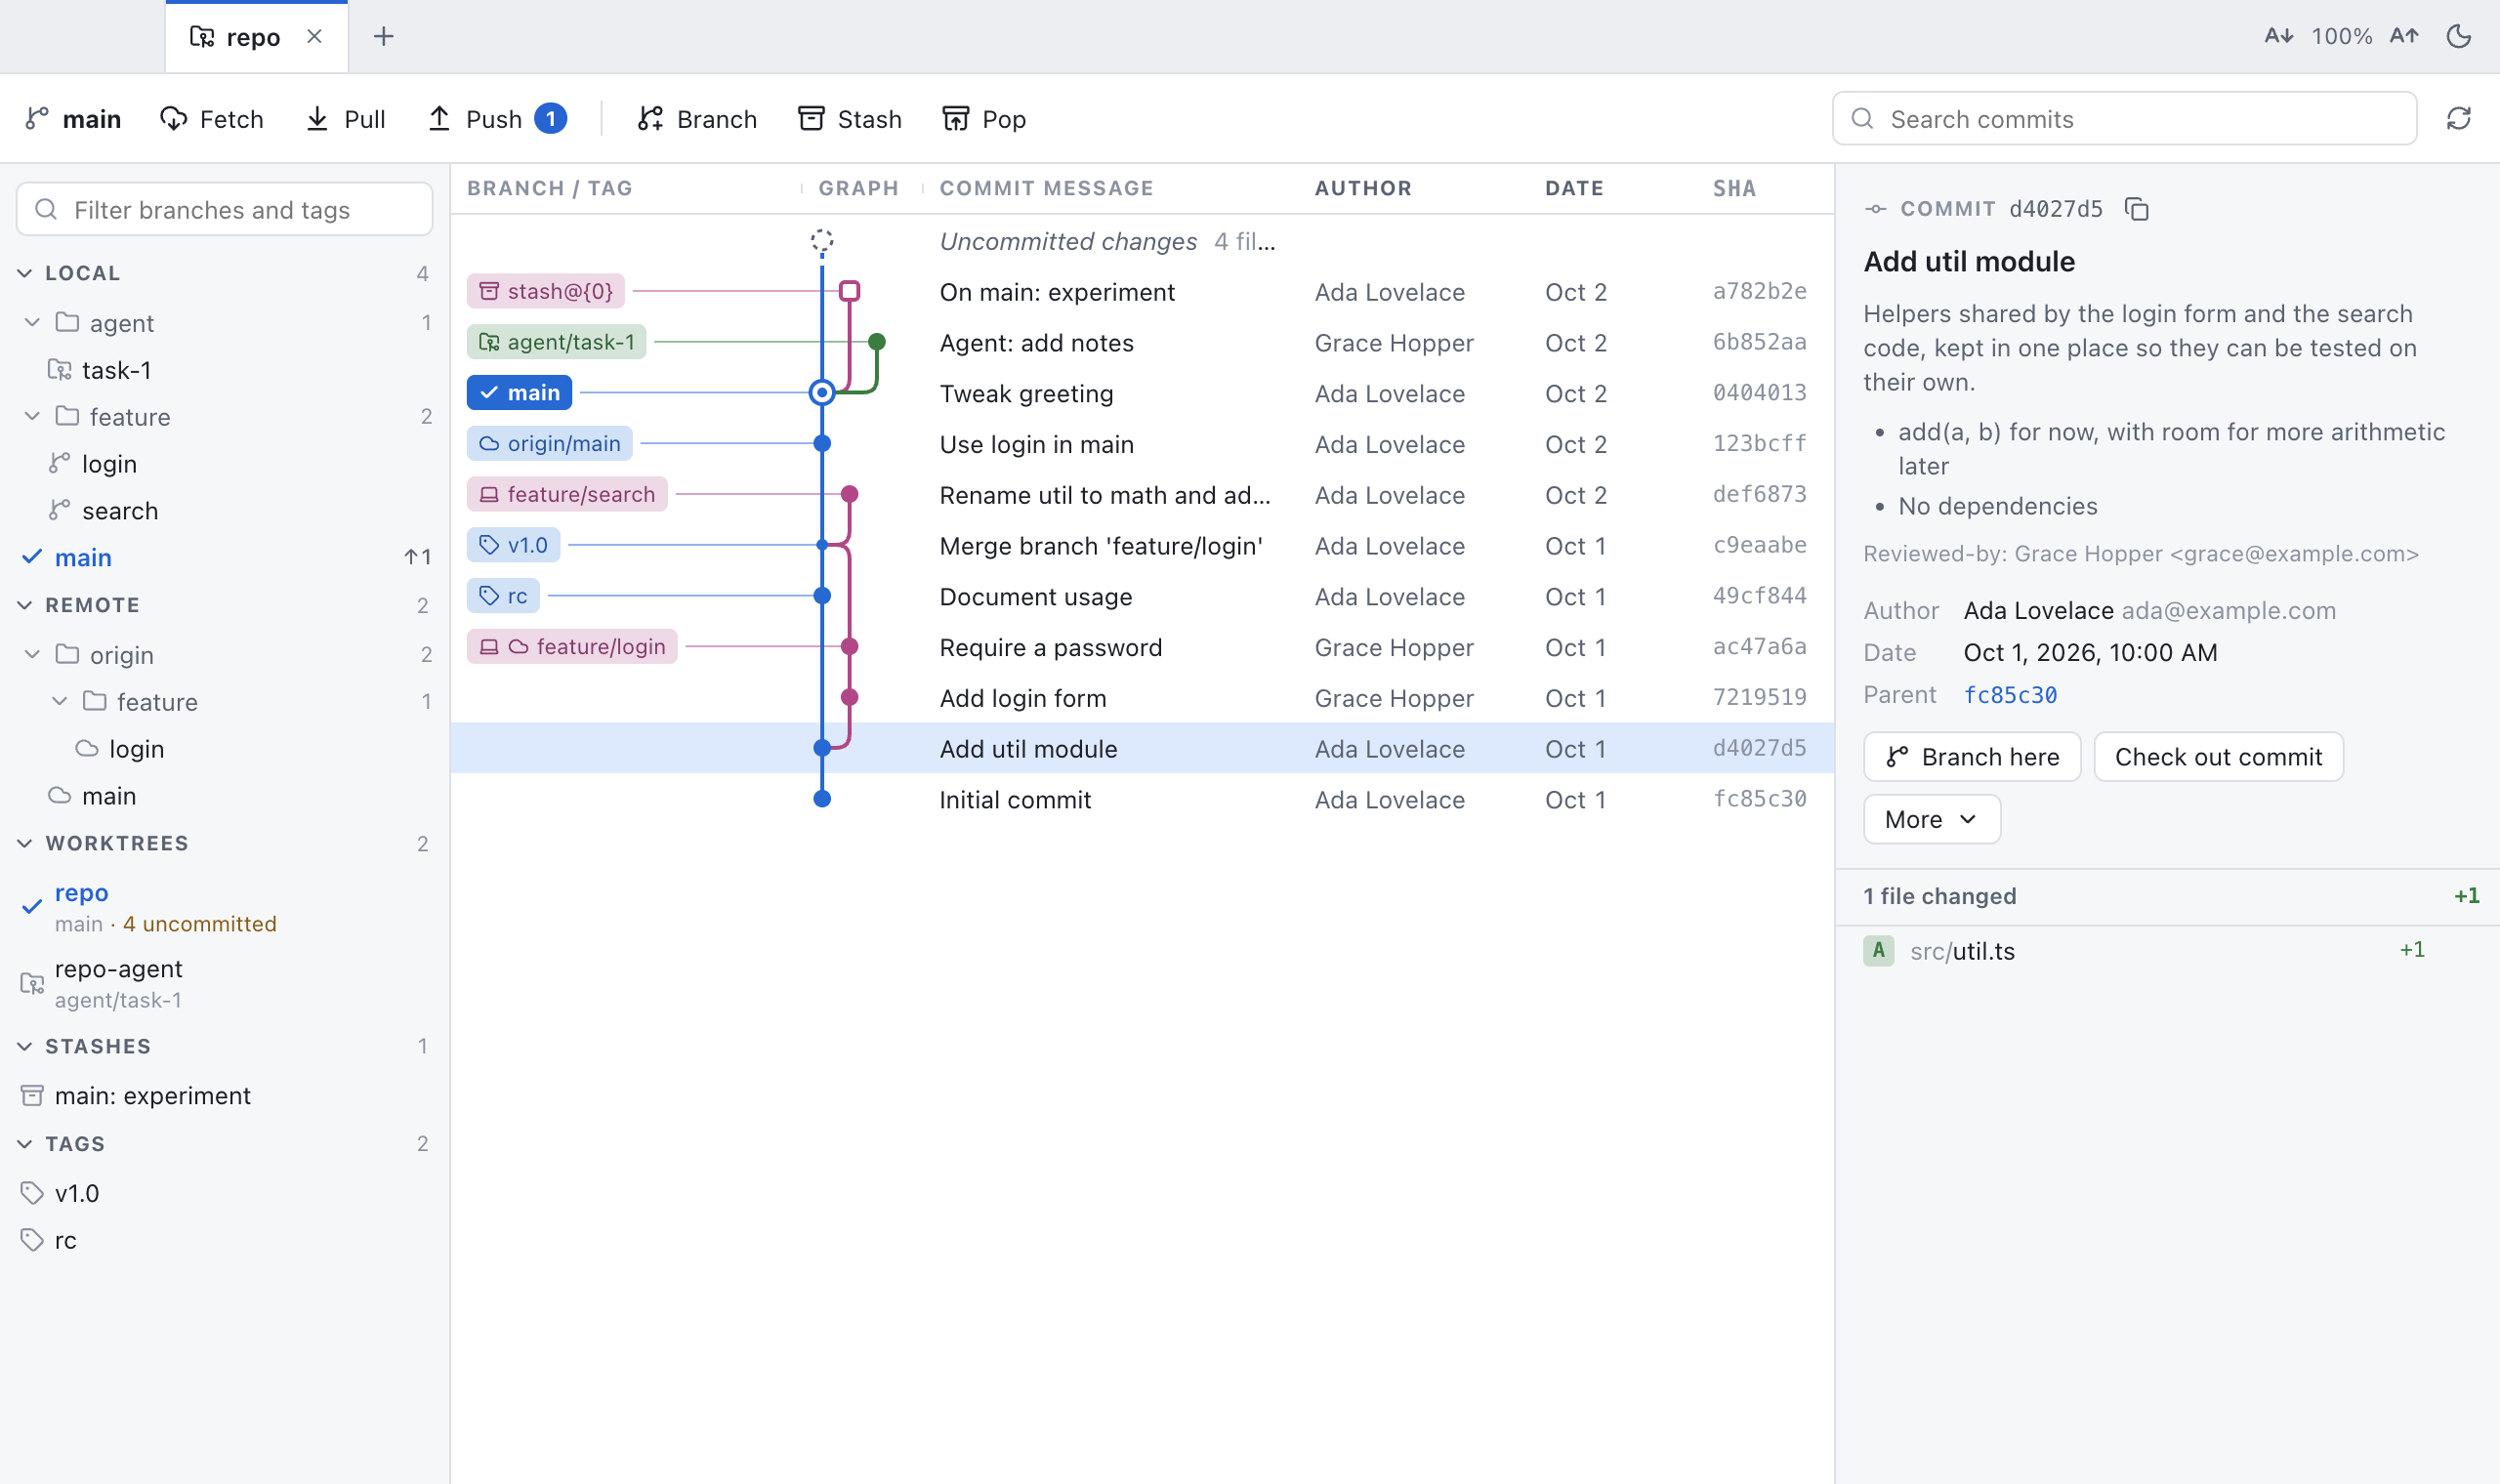 repo
A 100% A
main Fetch Pull Push 1 Branch Stash Pop Search commits
Filter branches and tags
LOCAL 4
agent 1
task-1
feature 2
login
search
main ↑1
REMOTE 2
origin 2
feature 1
login
main
WORKTREES 2
repo
main · 4 uncommitted
repo-agent
agent/task-1
STASHES 1
main: experiment
TAGS 2
v1.0
rc
BRANCH / TAG GRAPH COMMIT MESSAGE AUTHOR DATE SHA
Uncommitted changes 4 fil...
stash@{0} On main: experiment Ada Lovelace Oct 2 a782b2e
agent/task-1 Agent: add notes Grace Hopper Oct 2 6b852aa
main Tweak greeting Ada Lovelace Oct 2 0404013
origin/main Use login in main Ada Lovelace Oct 2 123bcff
feature/search Rename util to math and ad... Ada Lovelace Oct 2 def6873
v1.0 Merge branch 'feature/login' Ada Lovelace Oct 1 c9eaabe
rc Document usage Ada Lovelace Oct 1 49cf844
feature/login Require a password Grace Hopper Oct 1 ac47a6a
Add login form Grace Hopper Oct 1 7219519
Add util module Ada Lovelace Oct 1 d4027d5
Initial commit Ada Lovelace Oct 1 fc85c30
COMMIT d4027d5
Add util module
Helpers shared by the login form and the search
code, kept in one place so they can be tested on
their own.
• add(a, b) for now, with room for more arithmetic
later
• No dependencies
Reviewed-by: Grace Hopper <grace@example.com>
Author Ada Lovelace ada@example.com
Date Oct 1, 2026, 10:00 AM
Parent fc85c30
Branch here Check out commit
More
1 file changed +1
A src/util.ts +1